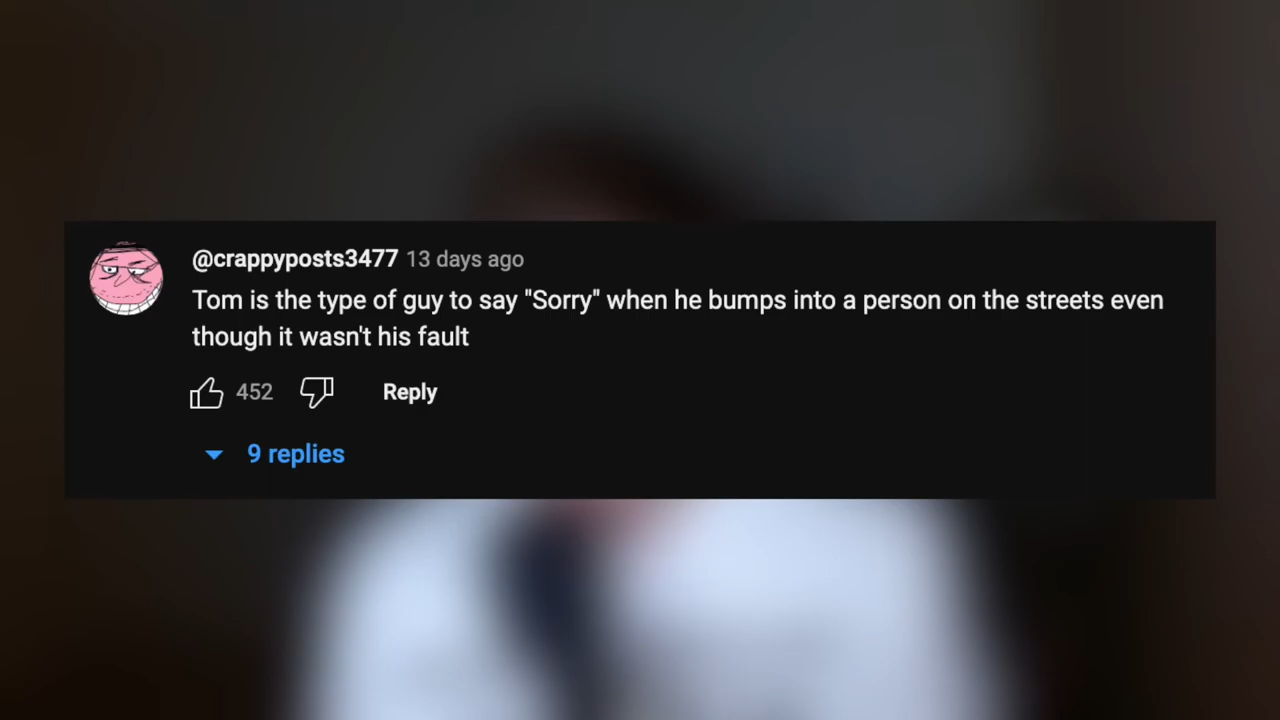 @crappyposts3477 13 days ago
Tom is the type of guy to say "Sorry" when he bumps into a person on the streets even
though it wasn't his fault
452 Reply
9 replies